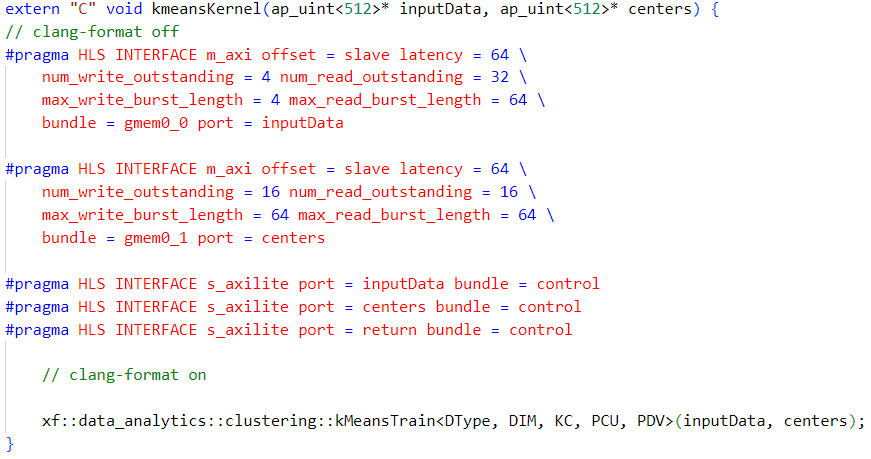 extern "C" void kmeansKernel(ap_uint<512>* inputData, ap_uint<512>* centers) {
// clang-format off
#pragma HLS INTERFACE m_axi offset = slave latency = 64 \
    num_write_outstanding = 4 num_read_outstanding = 32 \
    max_write_burst_length = 4 max_read_burst_length = 64 \
    bundle = gmem0_0 port = inputData

#pragma HLS INTERFACE m_axi offset = slave latency = 64 \
    num_write_outstanding = 16 num_read_outstanding = 16 \
    max_write_burst_length = 64 max_read_burst_length = 64 \
    bundle = gmem0_1 port = centers

#pragma HLS INTERFACE s_axilite port = inputData bundle = control
#pragma HLS INTERFACE s_axilite port = centers bundle = control
#pragma HLS INTERFACE s_axilite port = return bundle = control

    // clang-format on

    xf::data_analytics::clustering::kMeansTrain<DType, DIM, KC, PCU, PDV>(inputData, centers);
}